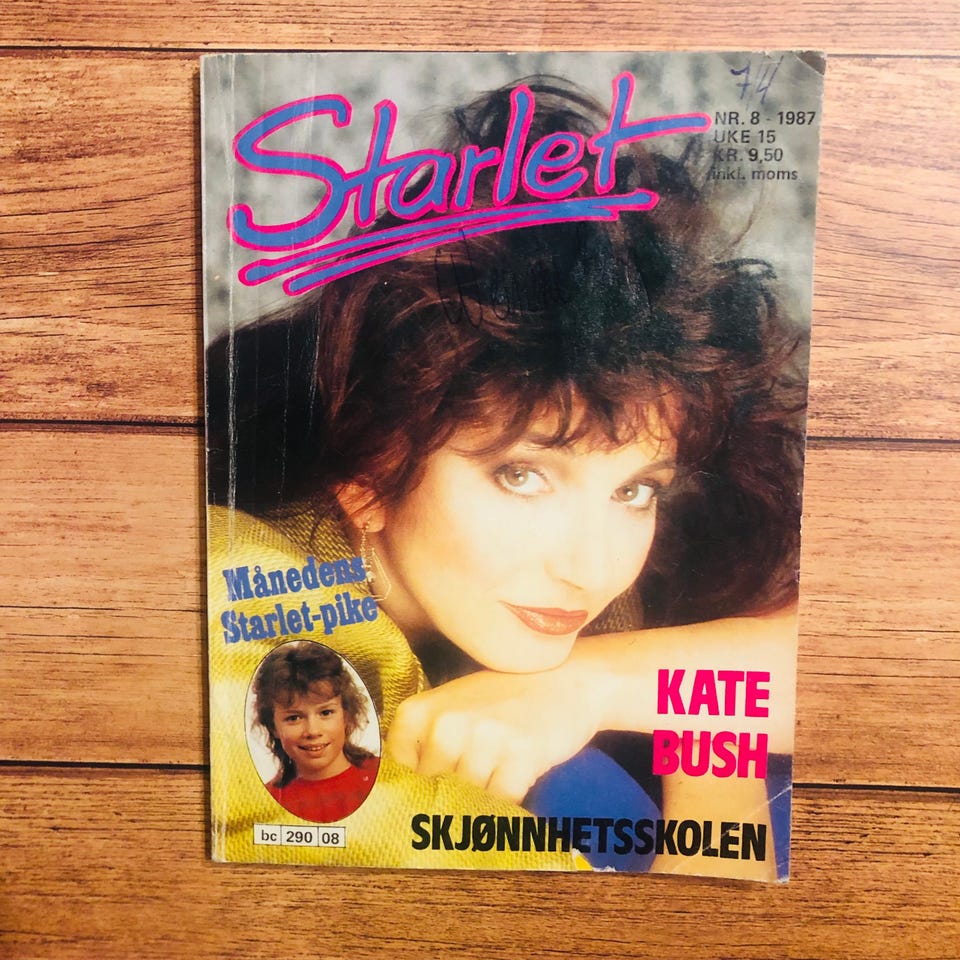 74
Starlet
NR. 8 - 1987
UKE 15
KR. 9,50
inkl. moms
Månedens
Starlet-pike
KATE
BUSH
SKJØNNHETSSKOLEN
bc 290 08